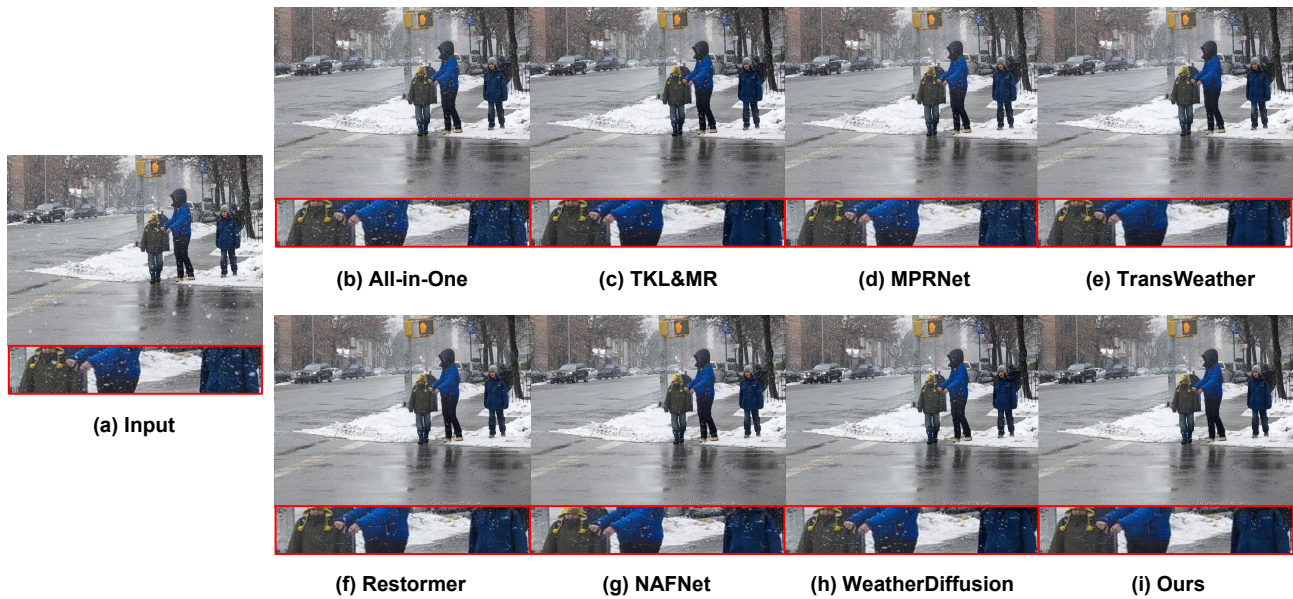 (a) Input
(b) All-in-One
(c) TKL&MR
(d) MPRNet
(e) TransWeather
(f) Restormer
(g) NAFNet
(h) WeatherDiffusion
(i) Ours